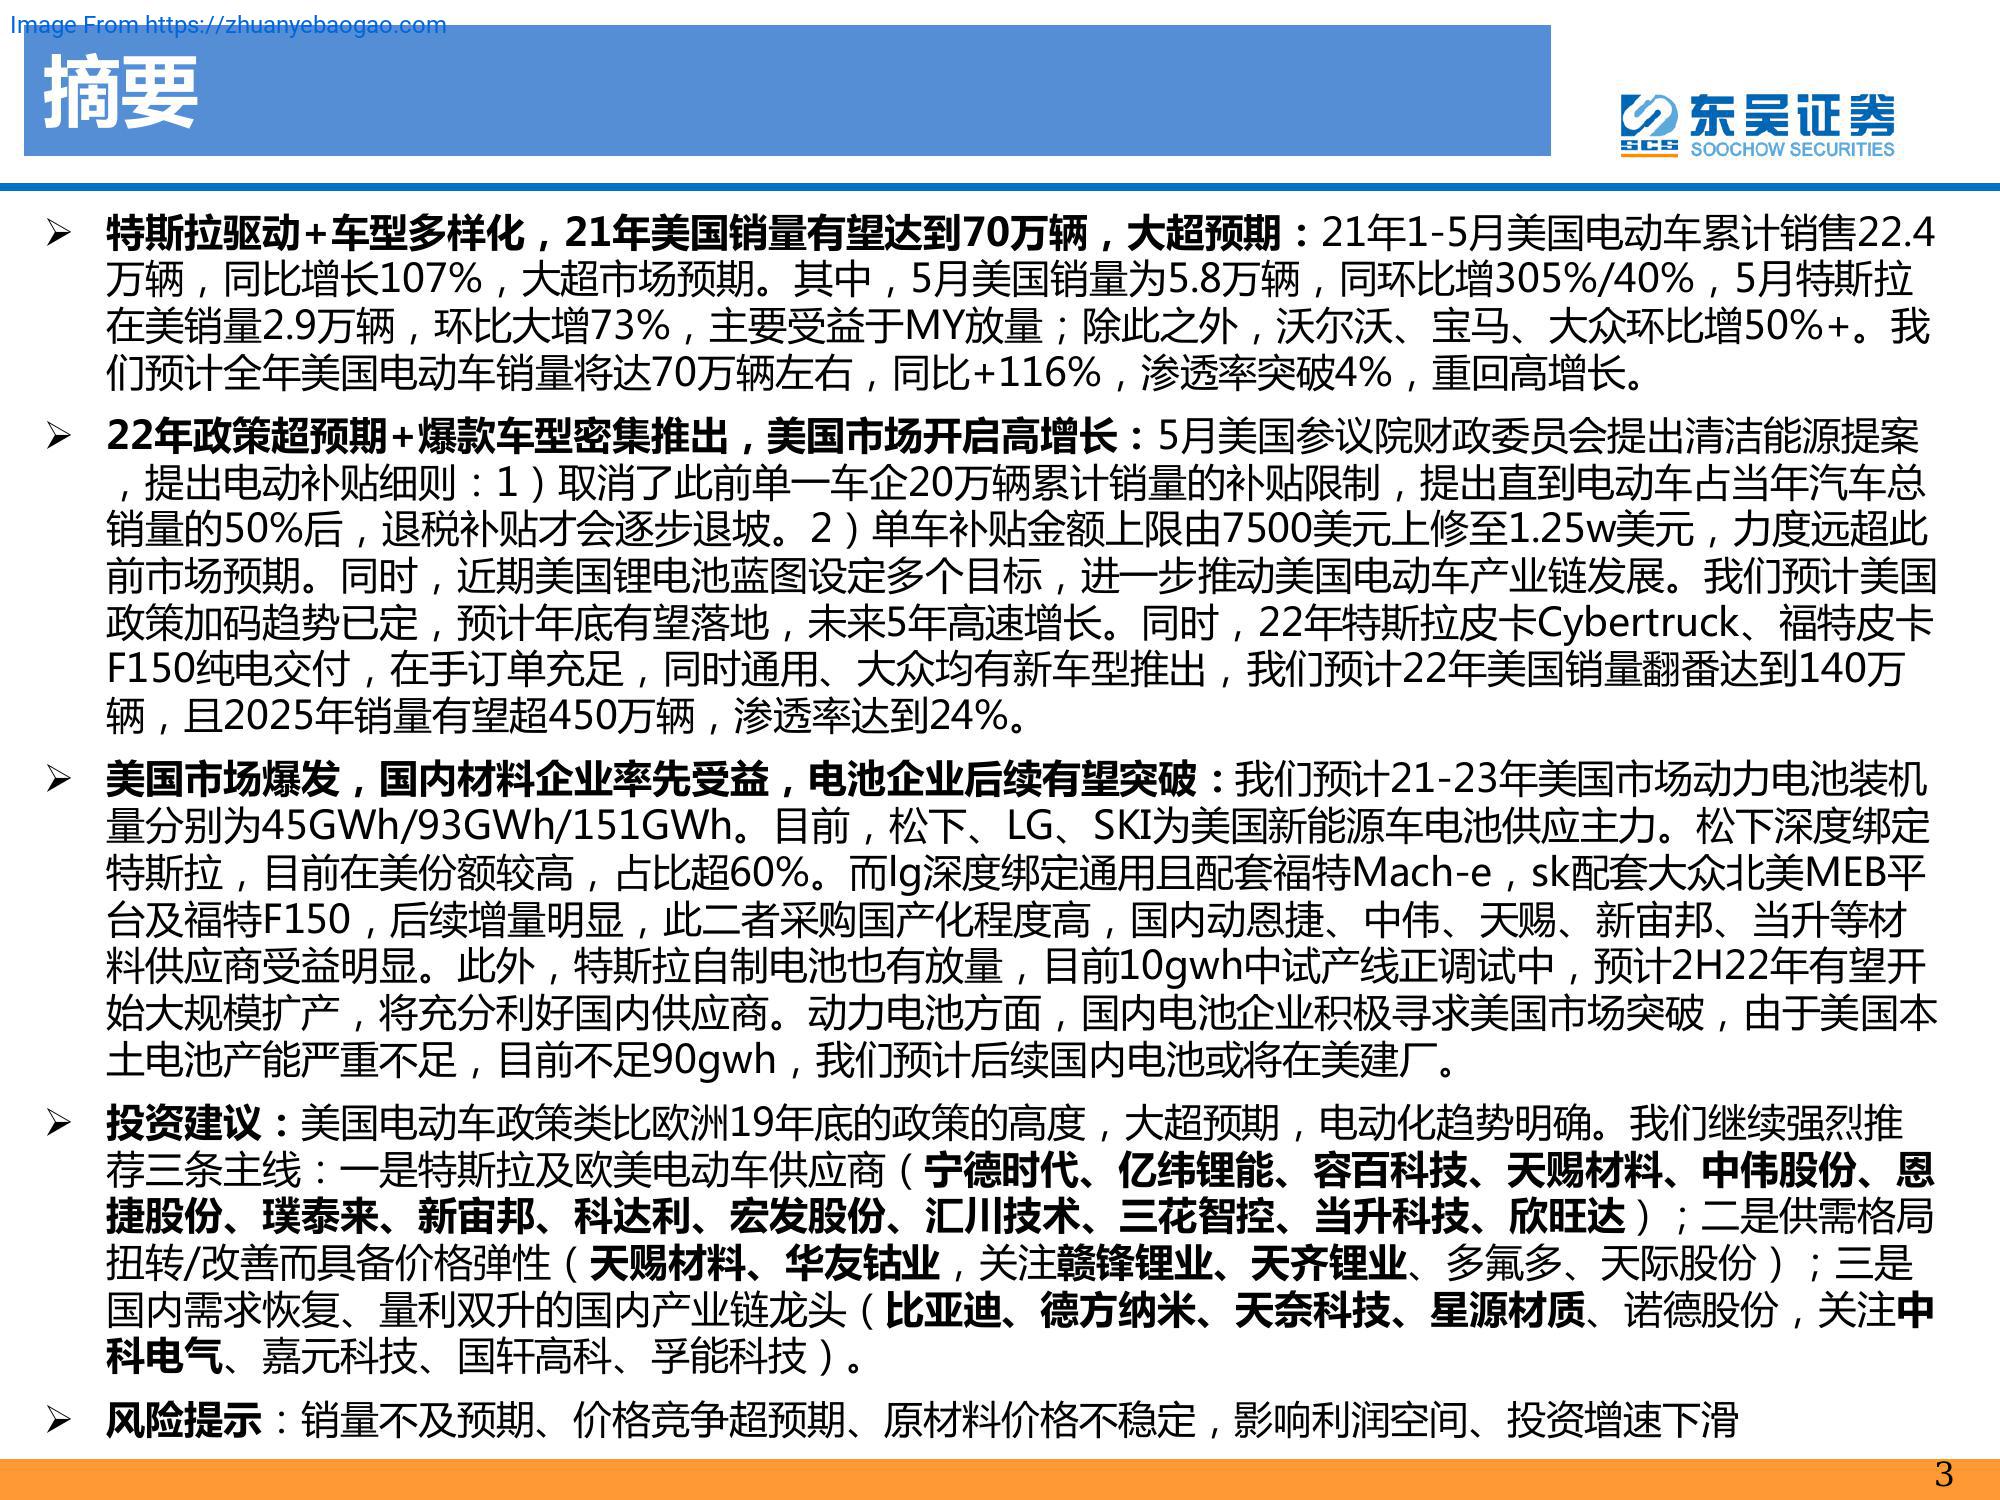 Image From https://zhuanyebaogao.com
摘要
东吴证券
SCS
SOOCHOW SECURITIES
➢ 特斯拉驱动+车型多样化，21年美国销量有望达到70万辆，大超预期：21年1-5月美国电动车累计销售22.4
万辆，同比增长107%，大超市场预期。其中，5月美国销量为5.8万辆，同环比增305%/40%，5月特斯拉
在美销量2.9万辆，环比大增73%，主要受益于MY放量；除此之外，沃尔沃、宝马、大众环比增50%+。我
们预计全年美国电动车销量将达70万辆左右，同比+116%，渗透率突破4%，重回高增长。
➢ 22年政策超预期+爆款车型密集推出，美国市场开启高增长：5月美国参议院财政委员会提出清洁能源提案
，提出电动补贴细则：1）取消了此前单一车企20万辆累计销量的补贴限制，提出直到电动车占当年汽车总
销量的50%后，退税补贴才会逐步退坡。2）单车补贴金额上限由7500美元上修至1.25w美元，力度远超此
前市场预期。同时，近期美国锂电池蓝图设定多个目标，进一步推动美国电动车产业链发展。我们预计美国
政策加码趋势已定，预计年底有望落地，未来5年高速增长。同时，22年特斯拉皮卡Cybertruck、福特皮卡
F150纯电交付，在手订单充足，同时通用、大众均有新车型推出，我们预计22年美国销量翻番达到140万
辆，且2025年销量有望超450万辆，渗透率达到24%。
➢ 美国市场爆发，国内材料企业率先受益，电池企业后续有望突破：我们预计21-23年美国市场动力电池装机
量分别为45GWh/93GWh/151GWh。目前，松下、LG、SKI为美国新能源车电池供应主力。松下深度绑定
特斯拉，目前在美份额较高，占比超60%。而lg深度绑定通用且配套福特Mach-e，sk配套大众北美MEB平
台及福特F150，后续增量明显，此二者采购国产化程度高，国内动恩捷、中伟、天赐、新宙邦、当升等材
料供应商受益明显。此外，特斯拉自制电池也有放量，目前10gwh中试产线正调试中，预计2H22年有望开
始大规模扩产，将充分利好国内供应商。动力电池方面，国内电池企业积极寻求美国市场突破，由于美国本
土电池产能严重不足，目前不足90gwh，我们预计后续国内电池或将在美建厂。
➢ 投资建议：美国电动车政策类比欧洲19年底的政策的高度，大超预期，电动化趋势明确。我们继续强烈推
荐三条主线：一是特斯拉及欧美电动车供应商（宁德时代、亿纬锂能、容百科技、天赐材料、中伟股份、恩
捷股份、璞泰来、新宙邦、科达利、宏发股份、汇川技术、三花智控、当升科技、欣旺达）；二是供需格局
扭转/改善而具备价格弹性（天赐材料、华友钴业，关注赣锋锂业、天齐锂业、多氟多、天际股份）；三是
国内需求恢复、量利双升的国内产业链龙头（比亚迪、德方纳米、天奈科技、星源材质、诺德股份，关注中
科电气、嘉元科技、国轩高科、孚能科技）。
➢ 风险提示：销量不及预期、价格竞争超预期、原材料价格不稳定，影响利润空间、投资增速下滑
3